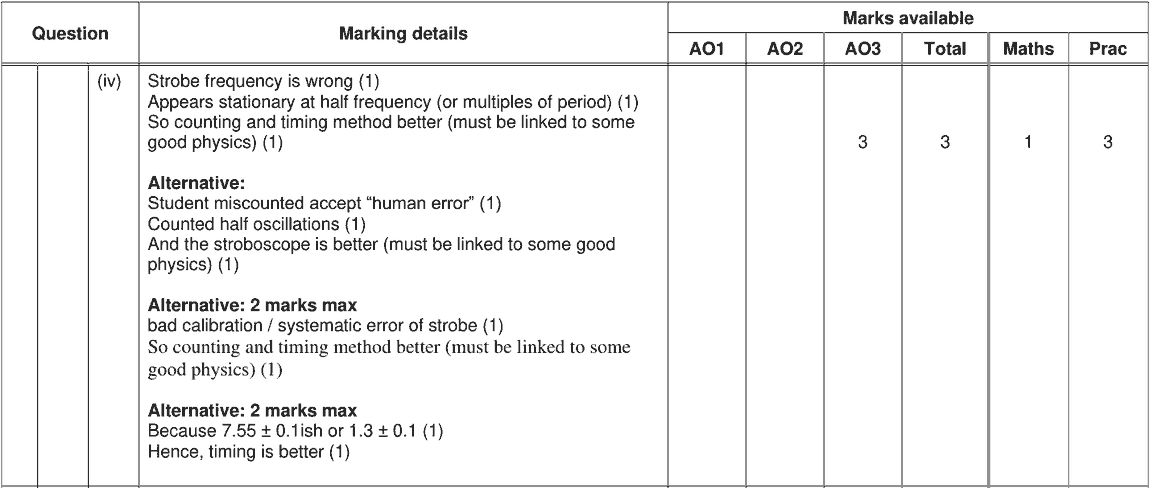 Question
Marking details
Marks available
AO1 AO2 AO3 Total Maths Prac
(iv) Strobe frequency is wrong (1)
Appears stationary at half frequency (or multiples of period) (1)
So counting and timing method better (must be linked to some
good physics) (1) 3 3 1 3
Alternative:
Student miscounted accept “human error” (1)
Counted half oscillations (1)
And the stroboscope is better (must be linked to some good
physics) (1)
Alternative: 2 marks max
bad calibration / systematic error of strobe (1)
So counting and timing method better (must be linked to some
good physics) (1)
Alternative: 2 marks max
Because 7.55 ± 0.1ish or 1.3 ± 0.1 (1)
Hence, timing is better (1)